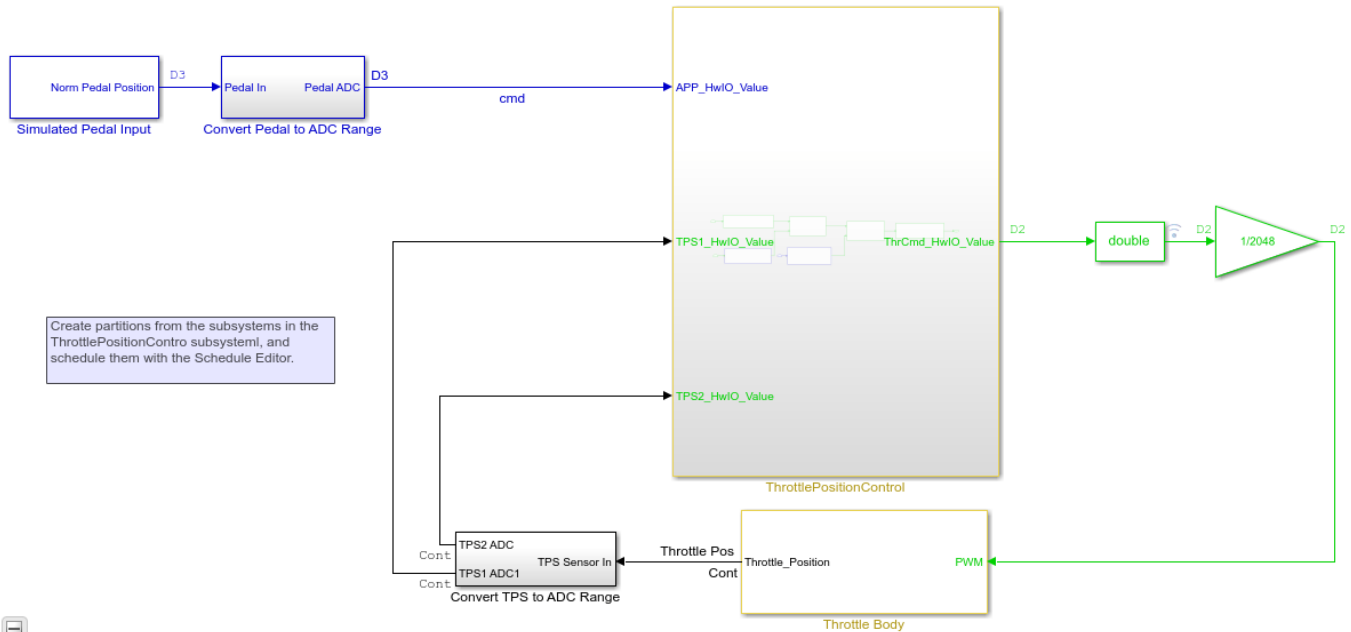 Norm Pedal Position
D3
Pedal In
Pedal ADC
D3
cmd
Simulated Pedal Input
Convert Pedal to ADC Range
APP_HwIO_Value
TPS1_HwIO_Value
ThrCmd_HwIO_Value
D2
double
D2
1/2048
D2
Create partitions from the subsystems in the
ThrottlePositionContro subsysteml, and
schedule them with the Schedule Editor.
TPS2_HwIO_Value
ThrottlePositionControl
TPS2 ADC
Cont
TPS Sensor In
TPS1 ADC1
Cont
Convert TPS to ADC Range
Throttle Pos
Cont
Throttle_Position
PWM
Throttle Body